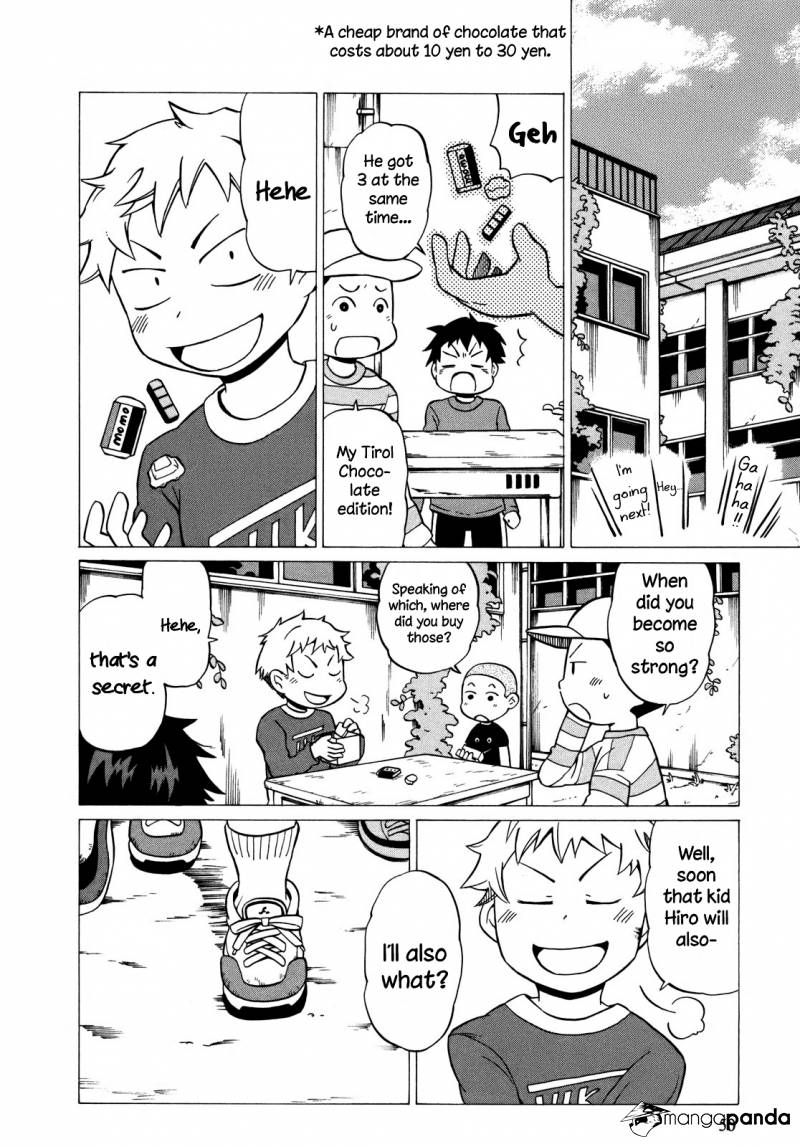 *A cheap brand of chocolate that
costs about 10 yen to 30 yen.
Ga
ha
ha
!!
Hey...
I'm
going
next!
Geh
He got
3 at the
same
time...
My Tirol
Choco-
late
edition!
Hehe
When
did you
become
so
strong?
Speaking of
which, where
did you buy
those?
Hehe,
that's a
secret.
Well,
soon
that kid
Hiro will
also-
I'll also
what?
mangapanda